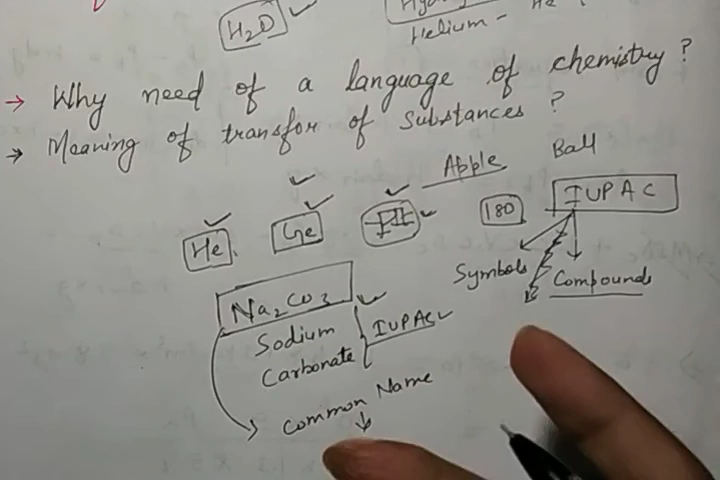 H₂O
Helium - He
→ Why need of a language of chemistry?
→ Meaning of transfor of substances?
Apple Ball
He Ge 180 IUPAC
Symbols Compounds
Na₂CO₃
Sodium
Carbonate
IUPAC
Common Name